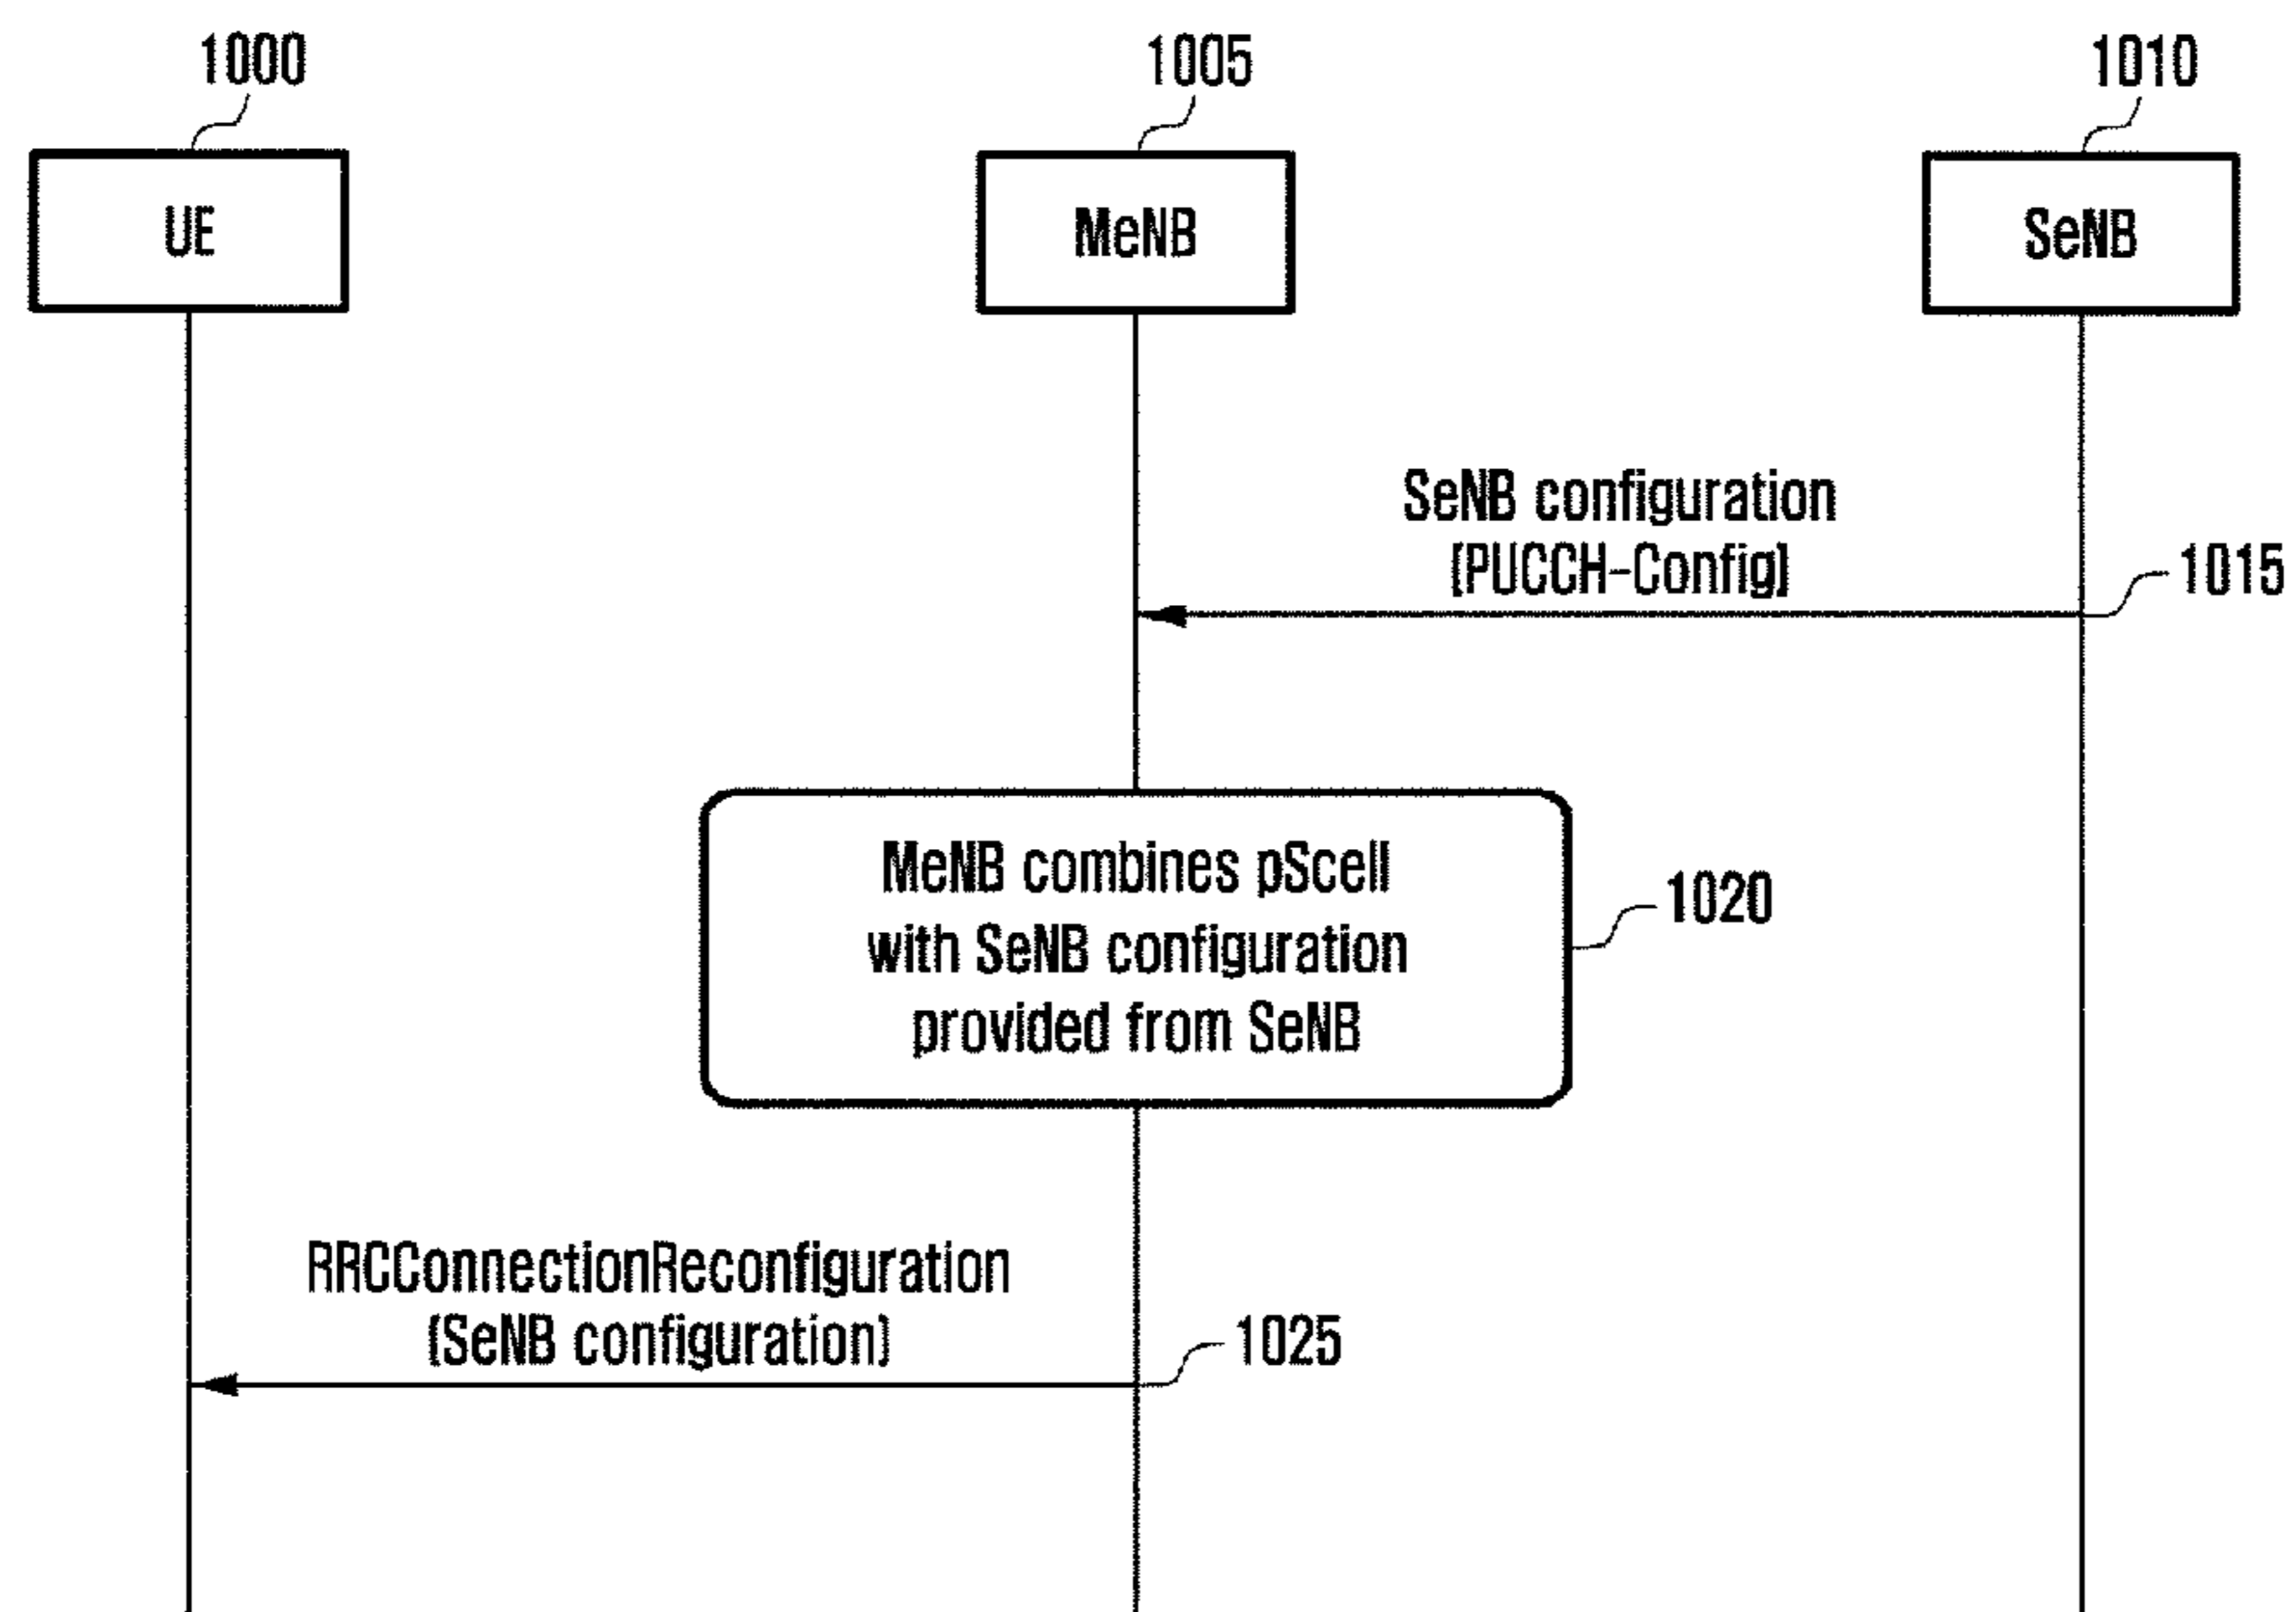 1000
1005
1010
UE
MeNB
SeNB
SeNB configuration
(PUCCH-Config)
1015
MeNB combines pScell
with SeNB configuration
provided from SeNB
1020
RRCConnectionReconfiguration
(SeNB configuration)
1025